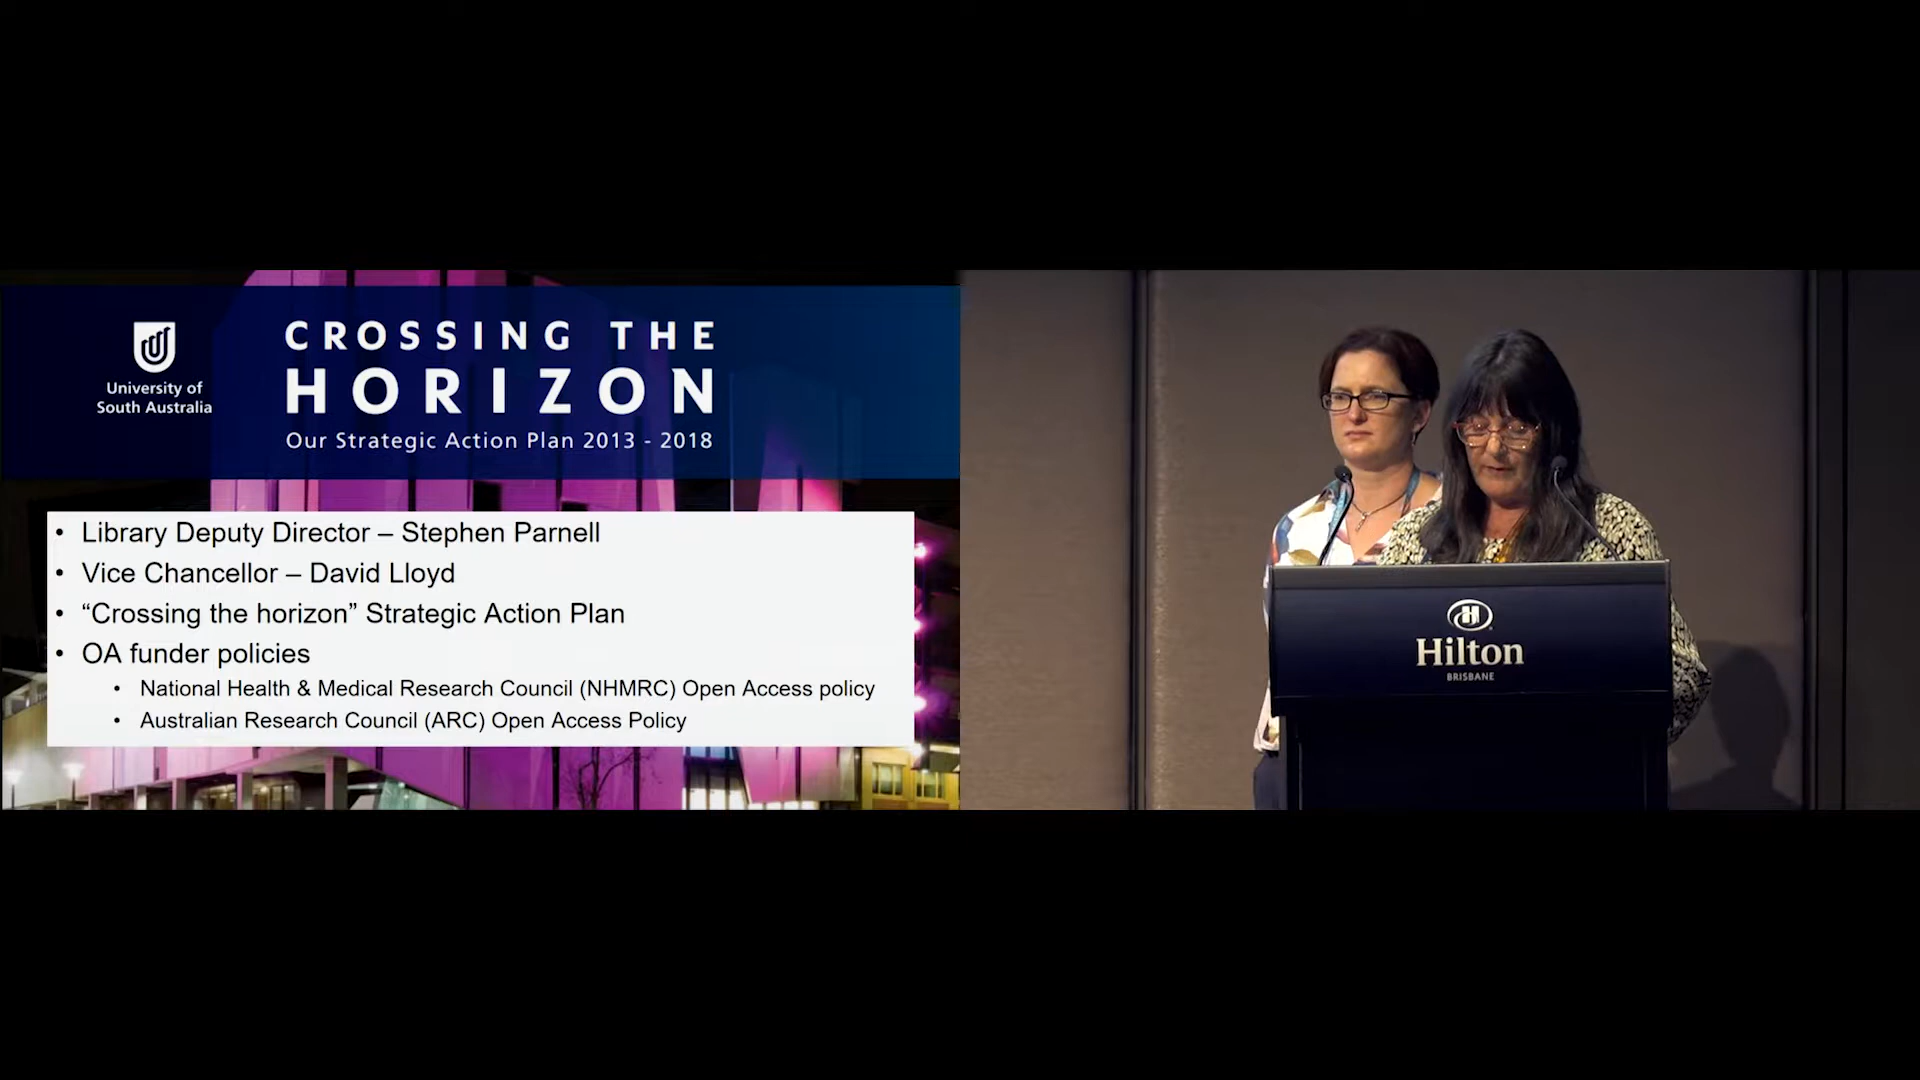 University of
South Australia
CROSSING THE
HORIZON
Our Strategic Action Plan 2013 - 2018
• Library Deputy Director – Stephen Parnell
• Vice Chancellor – David Lloyd
• “Crossing the horizon” Strategic Action Plan
• OA funder policies
• National Health & Medical Research Council (NHMRC) Open Access policy
• Australian Research Council (ARC) Open Access Policy
H
Hilton
BRISBANE